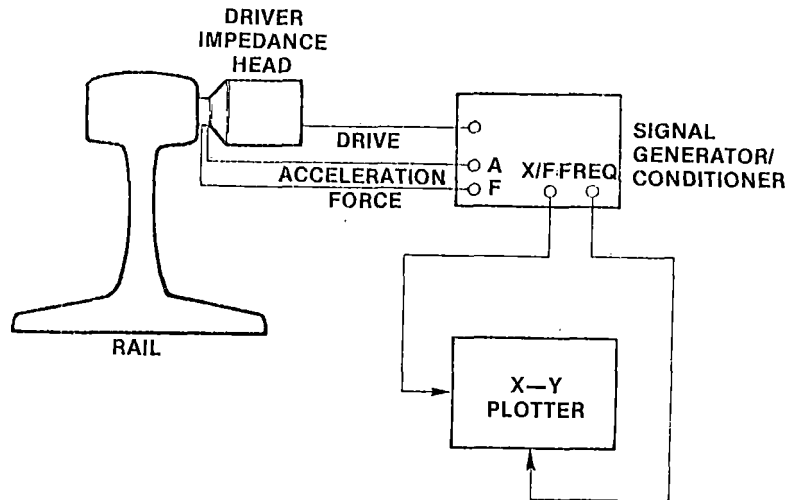 DRIVER
IMPEDANCE
HEAD
DRIVE
ACCELERATION
FORCE
A
F
X/F
FREQ
SIGNAL
GENERATOR/
CONDITIONER
RAIL
X—Y
PLOTTER